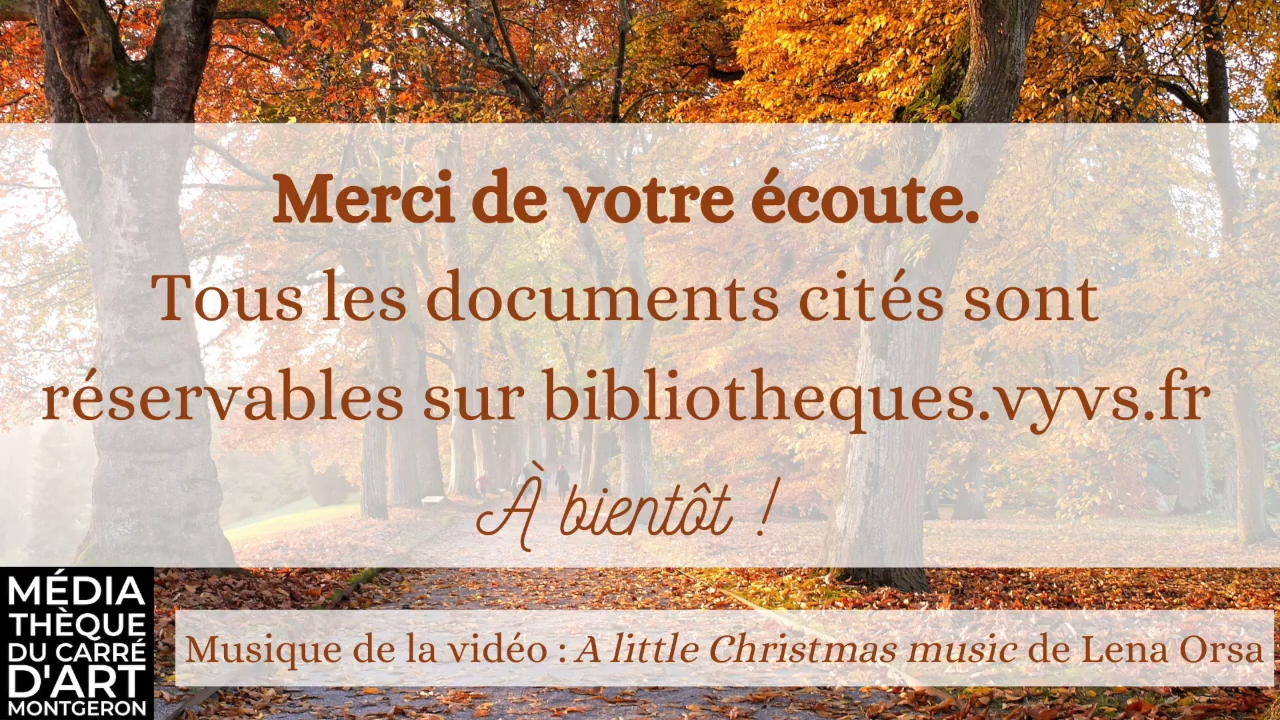 Merci de votre écoute.
Tous les documents cités sont
réservables sur bibliotheques.vyvs.fr
À bientôt !
MÉDIA
THÈQUE
DU CARRÉ
D'ART
MONTGERON
Musique de la vidéo : A little Christmas music de Lena Orsa